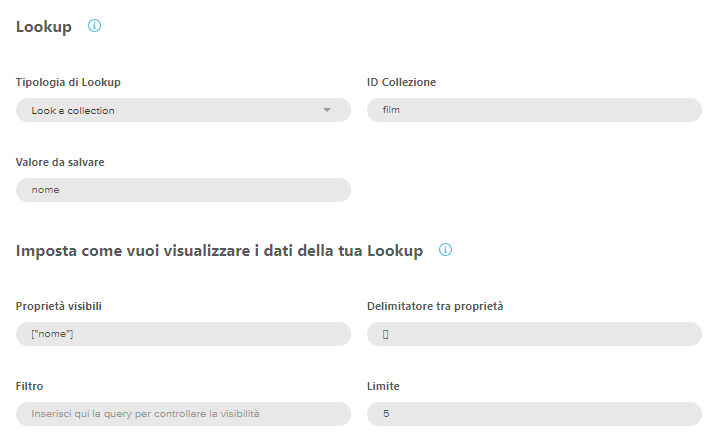 Lookup
Tipologia di Lookup
ID Collezione
Look a collection
film
Valore da salvare
nome
Imposta come vuoi visualizzare i dati della tua Lookup
Proprietà visibili
Delimitatore tra proprietà
["nome"]
[]
Filtro
Limite
Inserisci qui la query per controllare la visibilità
5